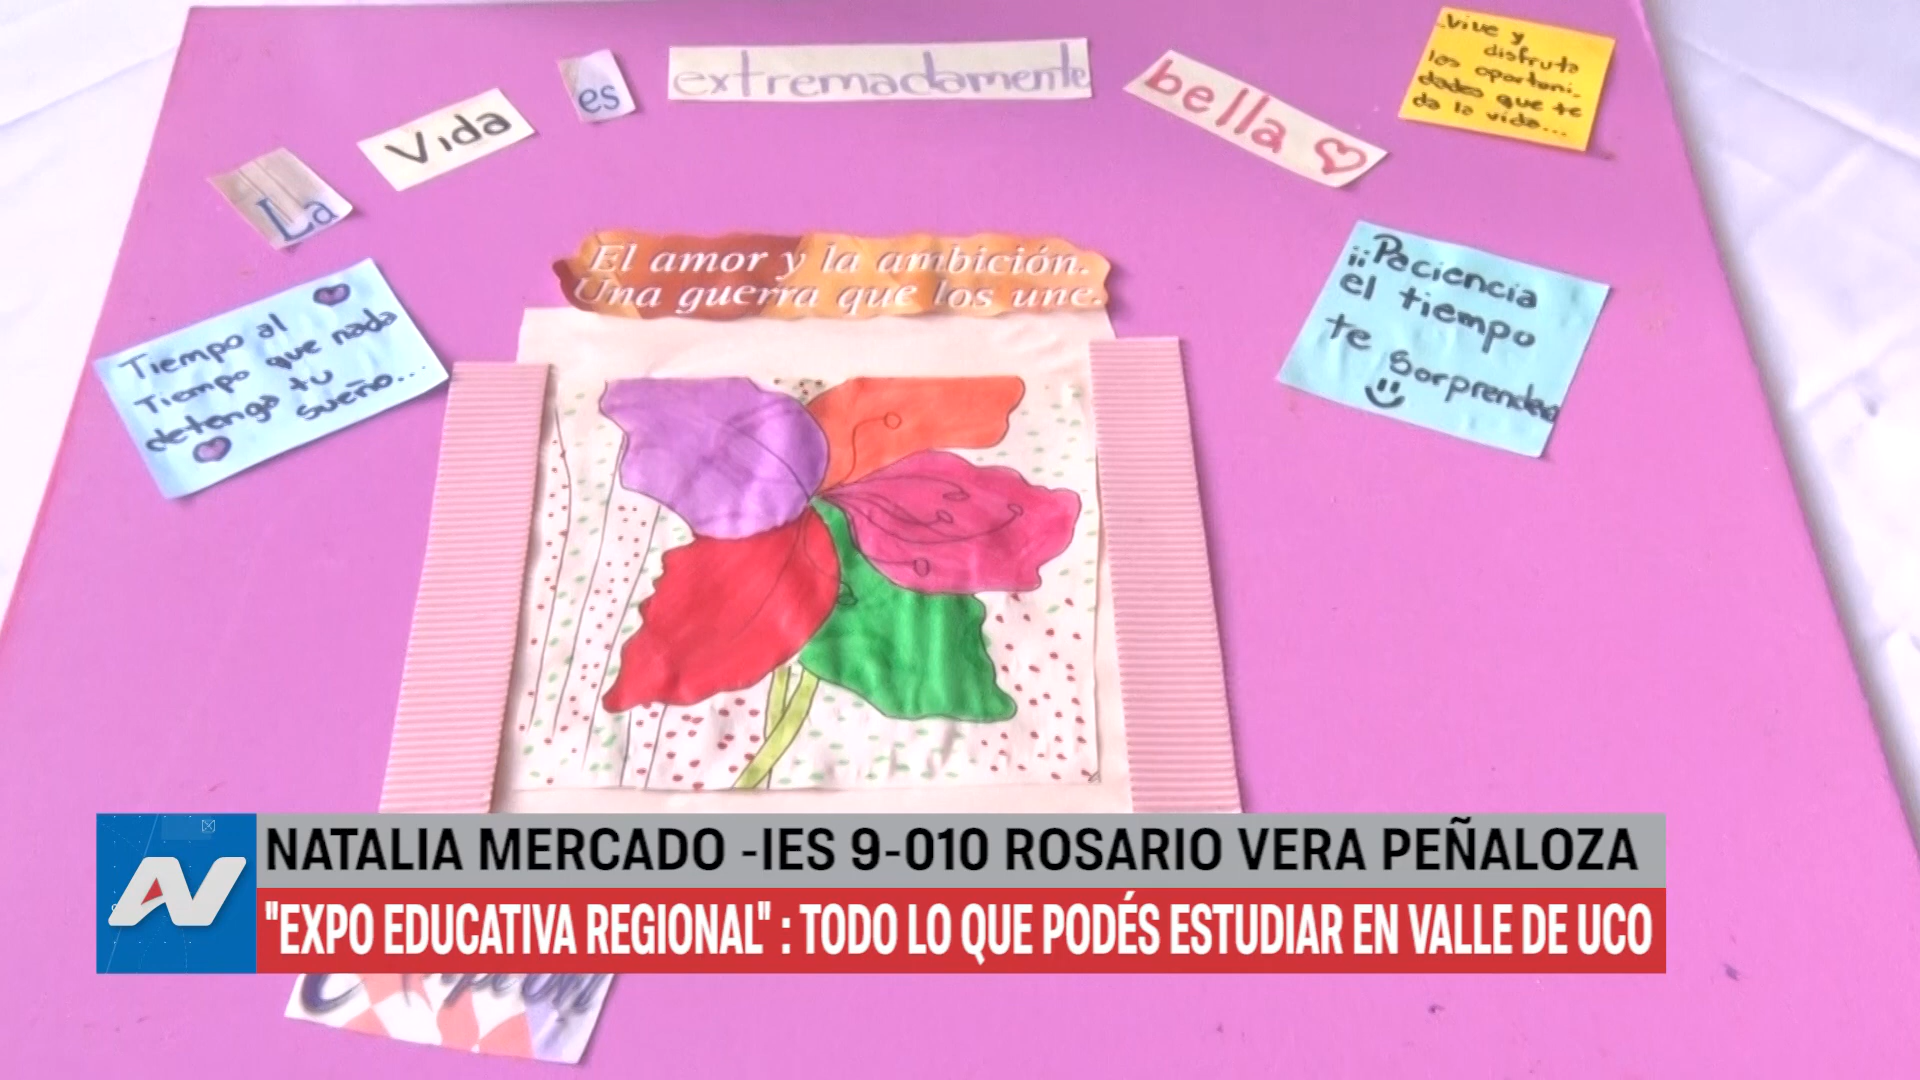 La Vida es extremadamente bella
..Vive y
disfruta
las oportuni-
dades que te
da la vida...
El amor y la ambición.
Una guerra que los une.
Tiempo al
tiempo que nada
detenga tu
sueño...
¡¡Paciencia
el tiempo
te
sorprenderá
NATALIA MERCADO -IES 9-010 ROSARIO VERA PEÑALOZA
"EXPO EDUCATIVA REGIONAL" : TODO LO QUE PODÉS ESTUDIAR EN VALLE DE UCO